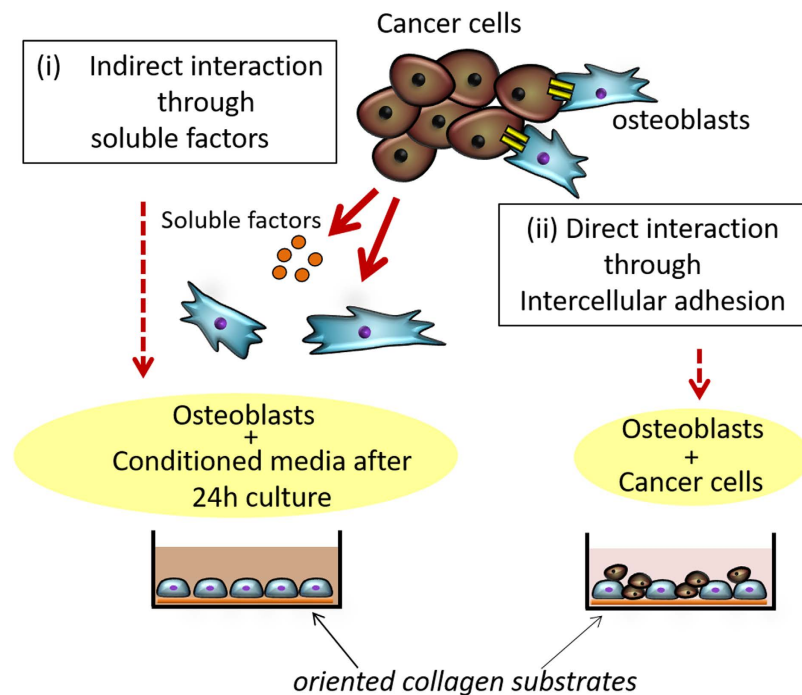 Cancer cells
(i) Indirect interaction
through
soluble factors
osteoblasts
Soluble factors
(ii) Direct interaction
through
Intercellular adhesion
Osteoblasts
+
Conditioned media after
24h culture
Osteoblasts
+
Cancer cells
oriented collagen substrates